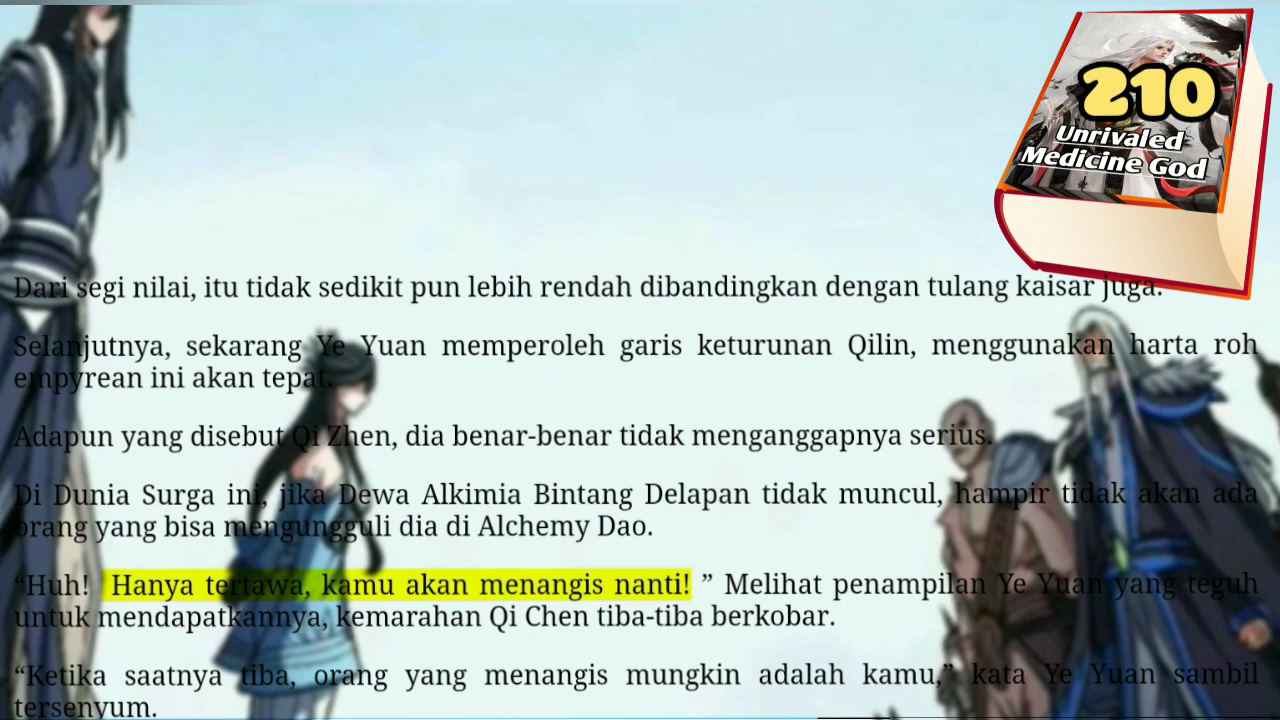 210
Unrivaled
Medicine God
Dari segi nilai, itu tidak sedikit pun lebih rendah dibandingkan dengan tulang kaisar juga.
Selanjutnya, sekarang Ye Yuan memperoleh garis keturunan Qilin, menggunakan harta roh
empyrean ini akan tepat.
Adapun yang disebut Qi Zhen, dia benar-benar tidak menganggapnya serius.
Di Dunia Surga ini, jika Dewa Alkimia Bintang Delapan tidak muncul, hampir tidak akan ada
orang yang bisa mengungguli dia di Alchemy Dao.
“Huh! Hanya tertawa, kamu akan menangis nanti! ” Melihat penampilan Ye Yuan yang teguh
untuk mendapatkannya, kemarahan Qi Chen tiba-tiba berkobar.
“Ketika saatnya tiba, orang yang menangis mungkin adalah kamu,” kata Ye Yuan sambil
tersenyum.